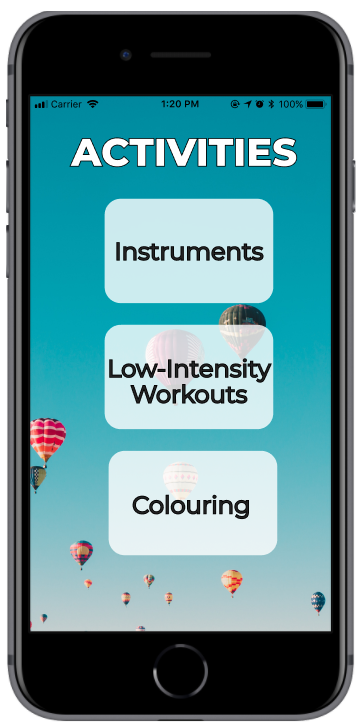 Carrier 1:20 PM 100%
ACTIVITIES
Instruments
Low-Intensity
Workouts
Colouring